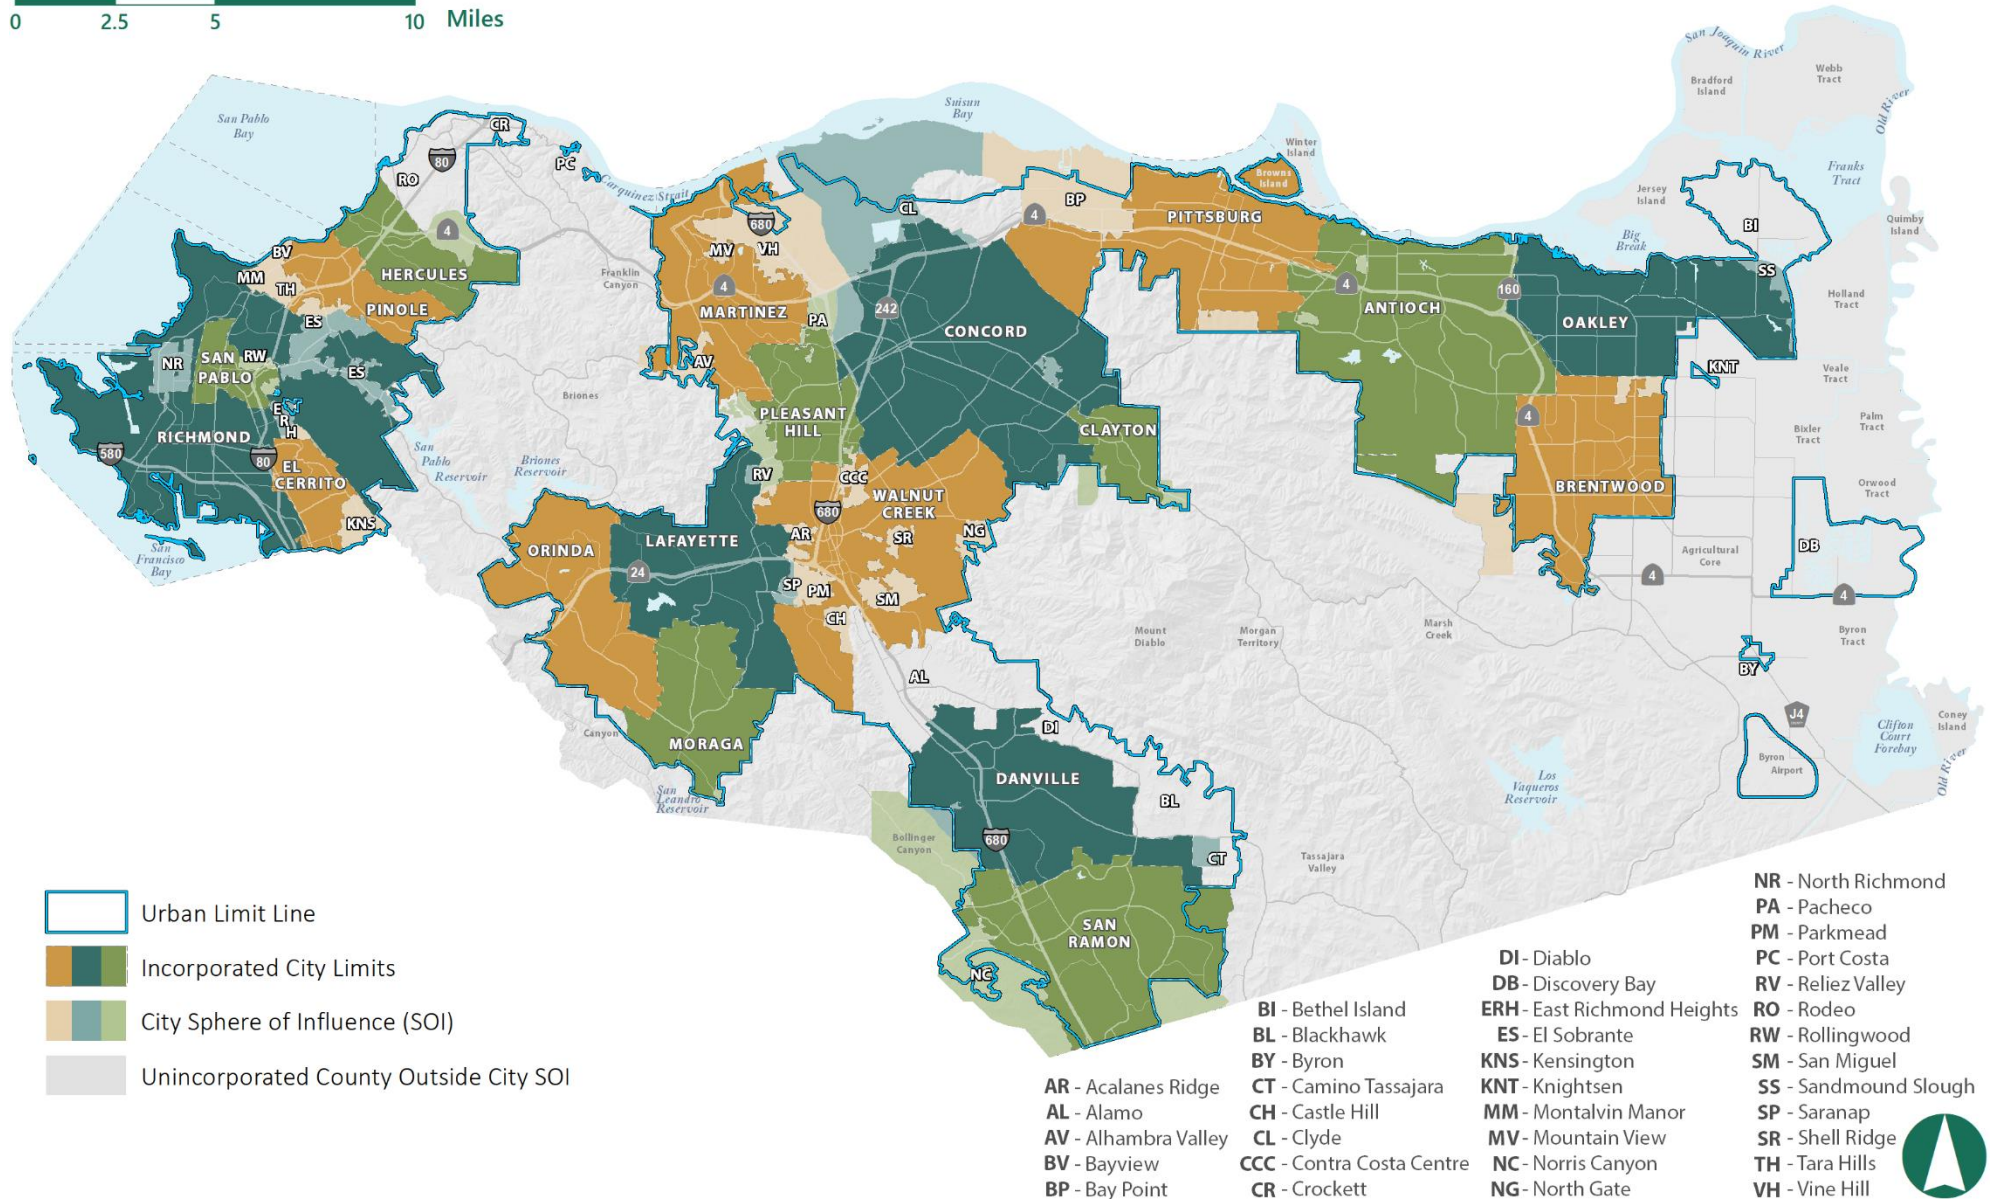 0 2.5 5 10 Miles
San Joaquin River
Webb
Tract
Bradford
Island
Old River
San Pablo
Bay
Suisun
Bay
CR
80
PC
RO
Carquinez Strait
Winter
Island
Browns
Island
Franks
Tract
Jersey
Island
Quimby
Island
BI
Big
Break
680
CL
BP
4
PITTSBURG
4
BV
HERCULES
MM
TH
MV
VH
Franklin
Canyon
4
MARTINEZ
PA
242
CONCORD
4
ANTIOCH
160
OAKLEY
SS
Holland
Tract
PINOLE
ES
NR
SAN
PABLO
RW
ES
AV
KNT
Veale
Tract
Briones
E
R
H
PLEASANT
HILL
CLAYTON
4
Palm
Tract
Bixler
Tract
RICHMOND
580
80
EL
CERRITO
San
Pablo
Reservoir
Briones
Reservoir
RV
CCC
WALNUT
CREEK
BRENTWOOD
Orwood
Tract
KNS
San
Francisco
Bay
ORINDA
LAFAYETTE
680
AR
SR
NG
DB
Agricultural
Core
24
SP
PM
SM
4
4
CH
Mount
Diablo
Morgan
Territory
Marsh
Creek
Byron
Tract
AL
BY
Canyon
MORAGA
DI
J4
Clifton
Court
Forebay
Coney
Island
Old River
DANVILLE
Byron
Airport
Los
Vaqueros
Reservoir
San
Leandro
Reservoir
BL
Bollinger
Canyon
680
CT
Tassajara
Valley
SAN
RAMON
NC
Urban Limit Line
Incorporated City Limits
City Sphere of Influence (SOI)
Unincorporated County Outside City SOI
AR - Acalanes Ridge
AL - Alamo
AV - Alhambra Valley
BV - Bayview
BP - Bay Point
BI - Bethel Island
BL - Blackhawk
BY - Byron
CT - Camino Tassajara
CH - Castle Hill
CL - Clyde
CCC - Contra Costa Centre
CR - Crockett
DI - Diablo
DB - Discovery Bay
ERH - East Richmond Heights
ES - El Sobrante
KNS - Kensington
KNT - Knightsen
MM - Montalvin Manor
MV - Mountain View
NC - Norris Canyon
NG - North Gate
NR - North Richmond
PA - Pacheco
PM - Parkmead
PC - Port Costa
RV - Reliez Valley
RO - Rodeo
RW - Rollingwood
SM - San Miguel
SS - Sandmound Slough
SP - Saranap
SR - Shell Ridge
TH - Tara Hills
VH - Vine Hill